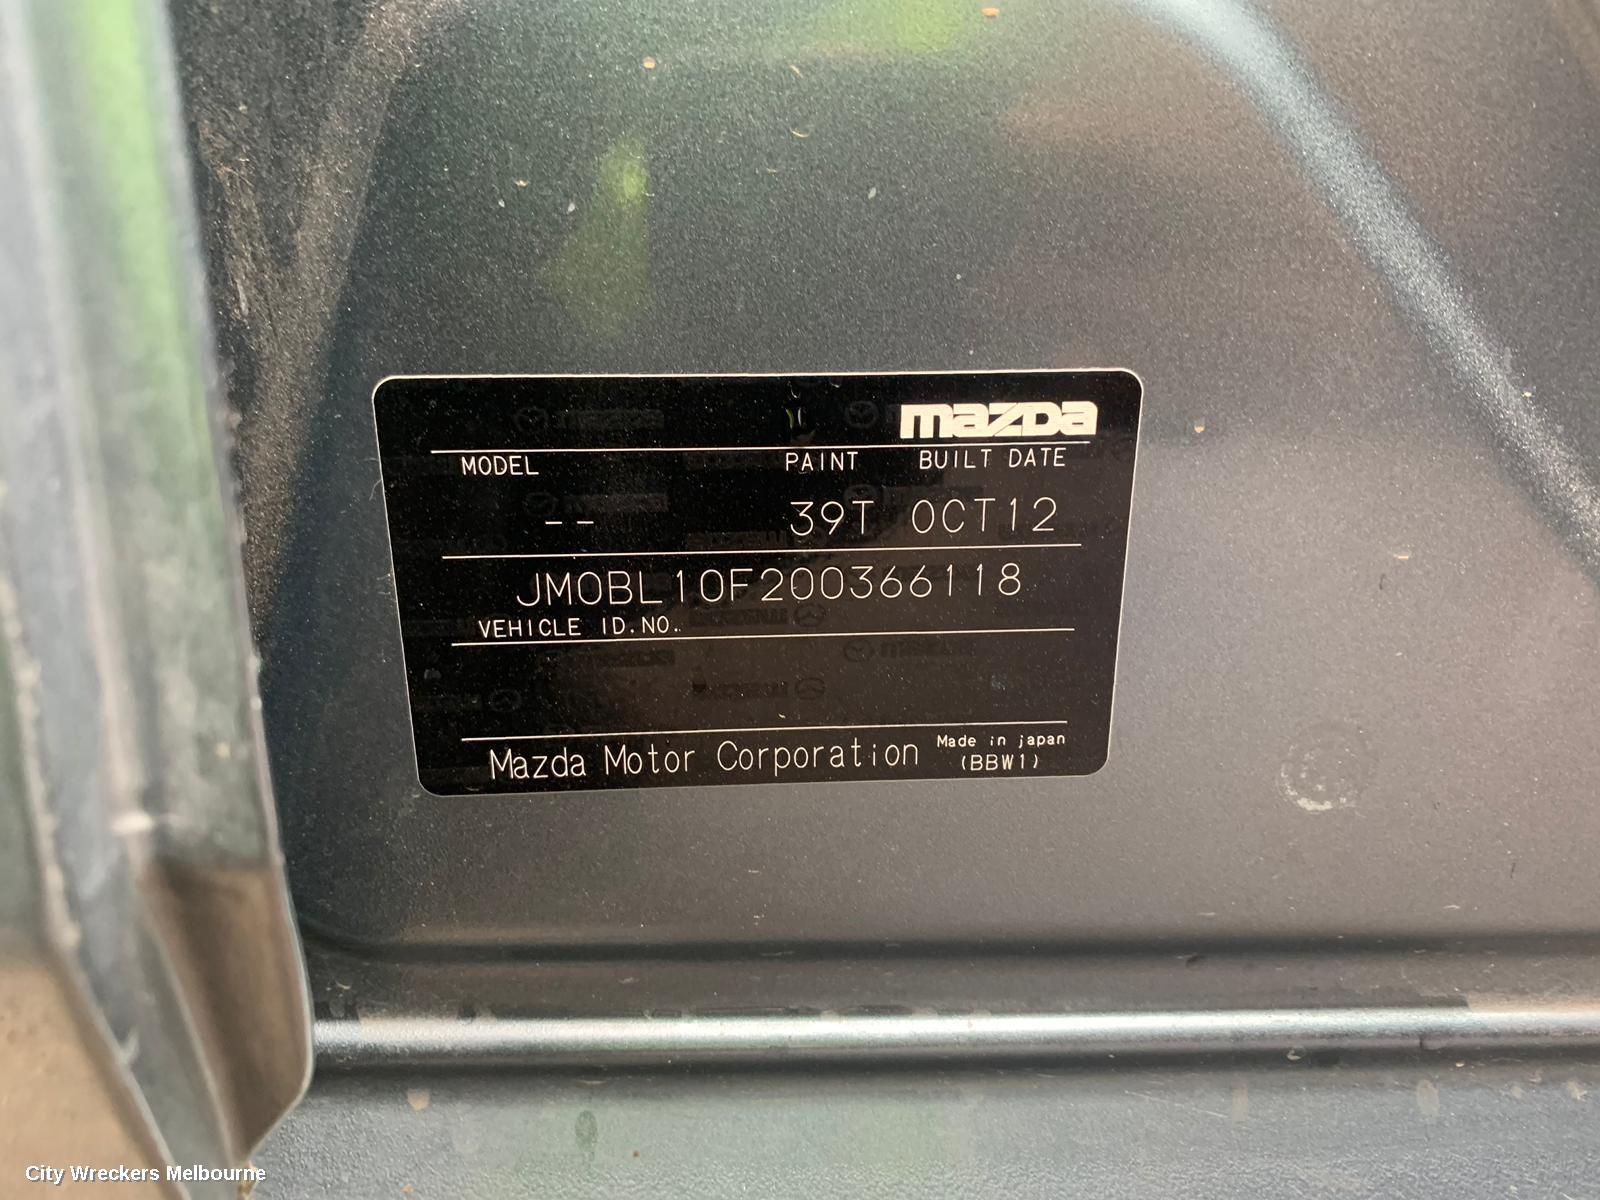 mazda
MODEL PAINT BUILT DATE
-- 39T OCT12
JM0BL10F200366118
VEHICLE ID.NO.
Mazda Motor Corporation Made in japan
(BBW1)
City Wreckers Melbourne